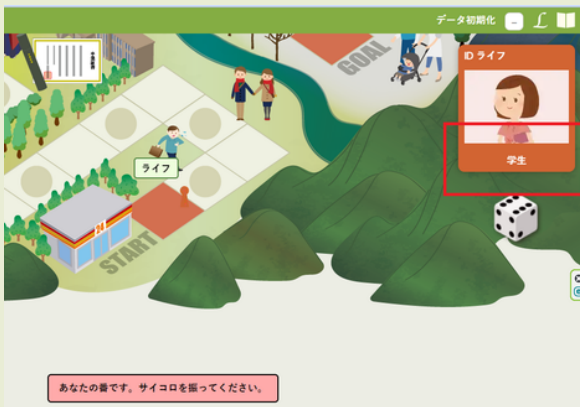 データ初期化
GOAL
ID ライフ
学生
ライフ
START
あなたの番です。サイコロを振ってください。